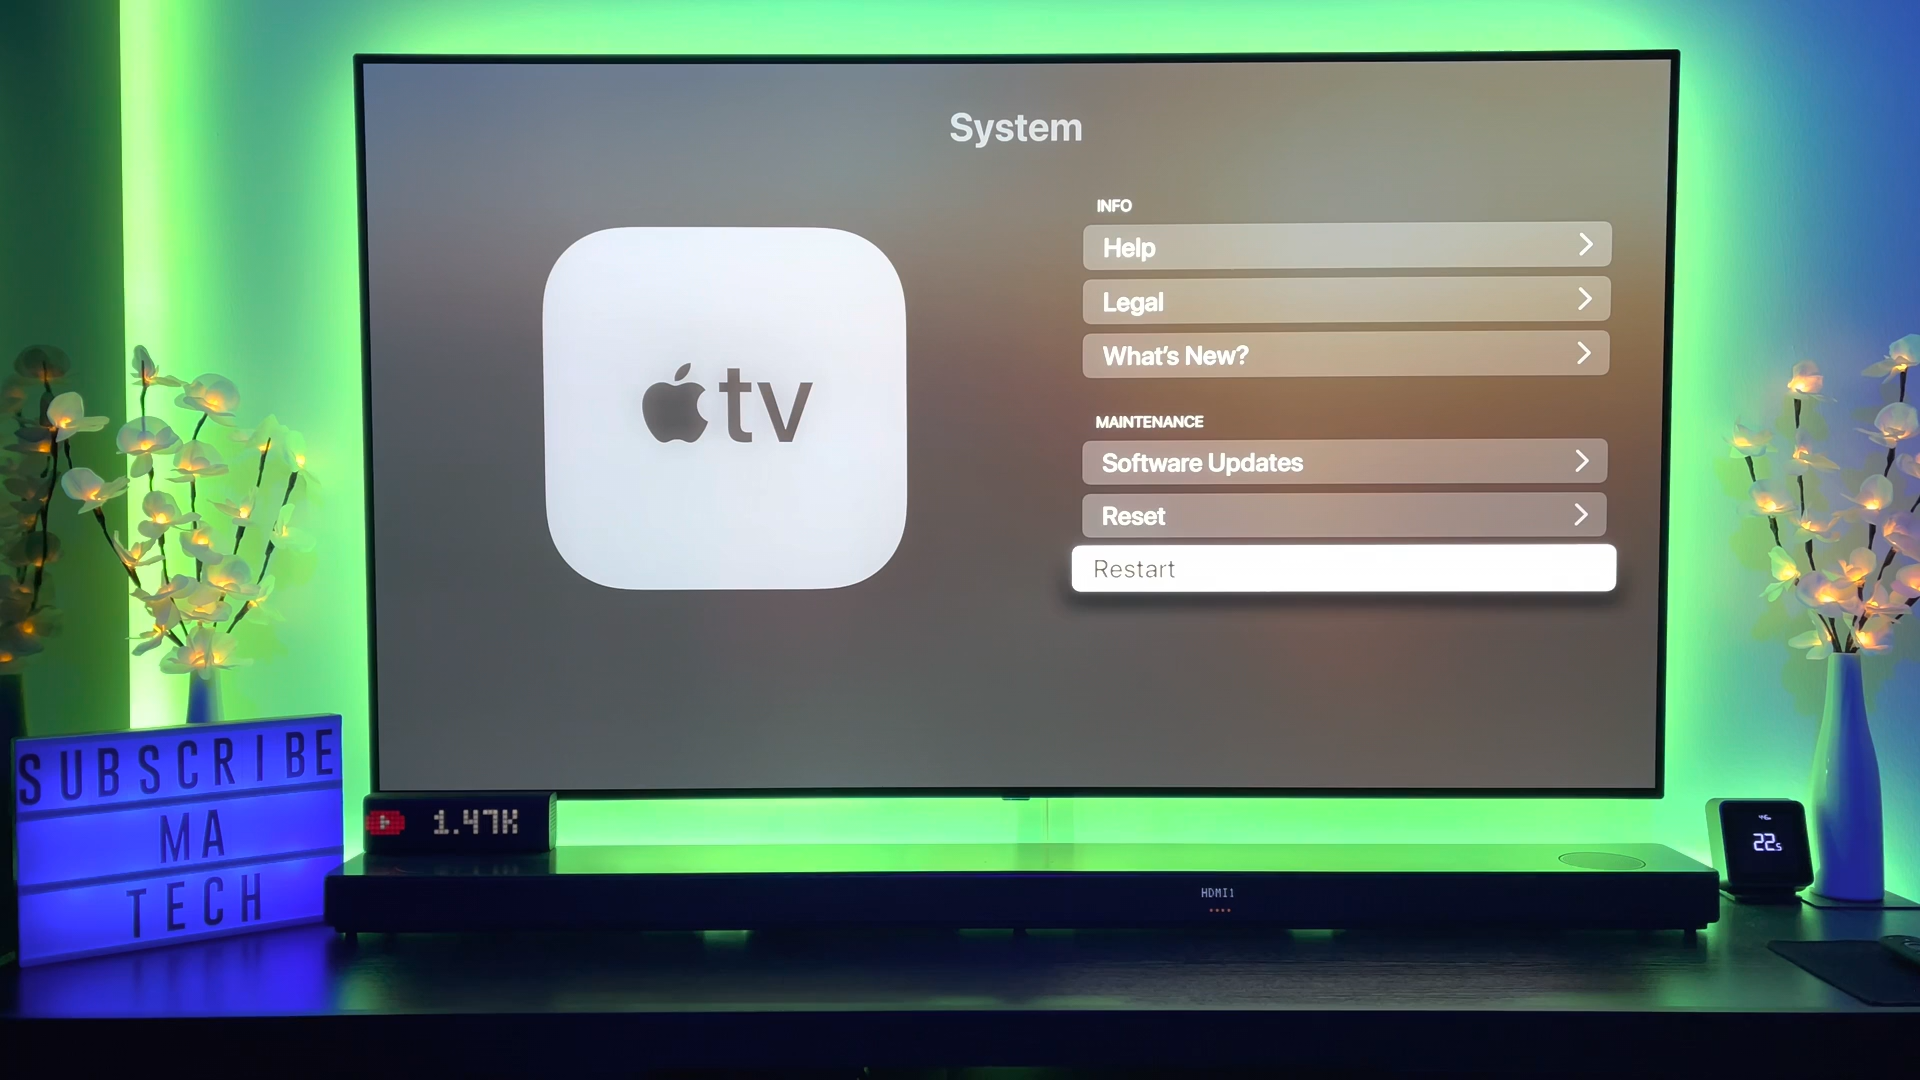 System
INFO
Help
Legal
What's New?
MAINTENANCE
Software Updates
Reset
Restart
tv
SUBSCRIBE
MA
TECH
1.47K
HDMI1
22